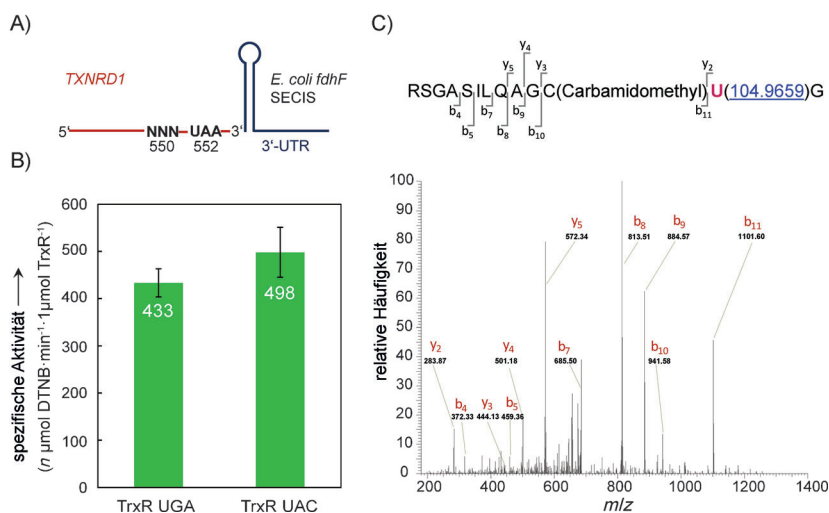 A)
TXNRD1
E. coli fdhF
SECIS
5' NNN UAA 3' 3'-UTR
550 552
B)
spezifische Aktivität
(n µmol DTNB·min⁻¹·1µmol TrxR⁻¹)
600
500
400
300
200
100
0
433
498
TrxR UGA TrxR UAC
C)
y₄
y₅ y₃ y₂
RSGASILQAGC(Carbamidomethyl)U(104.9659)G
b₄ b₇ b₉ b₁₁
b₅ b₈ b₁₀
relative Häufigkeit
100
90
80
70
60
50
40
30
20
10
0
y₅
572.34
b₈
813.51
b₉
884.57
b₁₁
1101.60
y₂
283.87
y₄
501.18
b₇
685.50
b₁₀
941.58
b₄
372.33
y₃
444.13
b₅
459.36
200 400 600 800 1000 1200 1400
m/z